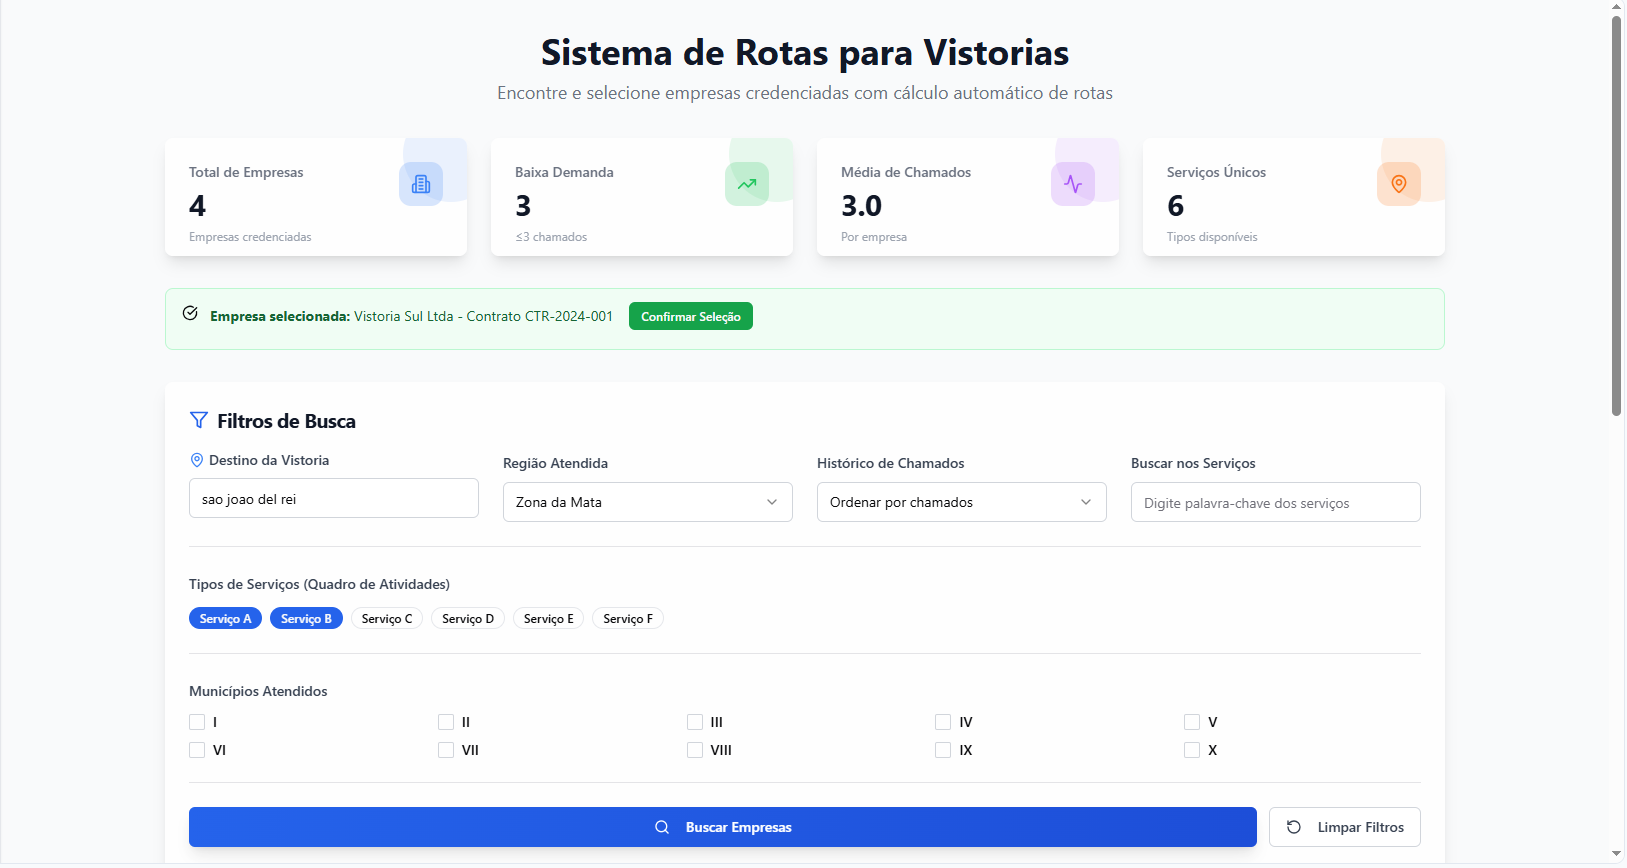 Sistema de Rotas para Vistorias
Encontre e selecione empresas credenciadas com cálculo automático de rotas
Total de Empresas
4
Empresas credenciadas
Baixa Demanda
3
≤3 chamados
Média de Chamados
3.0
Por empresa
Serviços Únicos
6
Tipos disponíveis
Empresa selecionada: Vistoria Sul Ltda - Contrato CTR-2024-001 Confirmar Seleção
Filtros de Busca
Destino da Vistoria
sao joao del rei
Região Atendida
Zona da Mata
Histórico de Chamados
Ordenar por chamados
Buscar nos Serviços
Digite palavra-chave dos serviços
Tipos de Serviços (Quadro de Atividades)
Serviço A Serviço B Serviço C Serviço D Serviço E Serviço F
Municípios Atendidos
I II III IV V
VI VII VIII IX X
Buscar Empresas Limpar Filtros